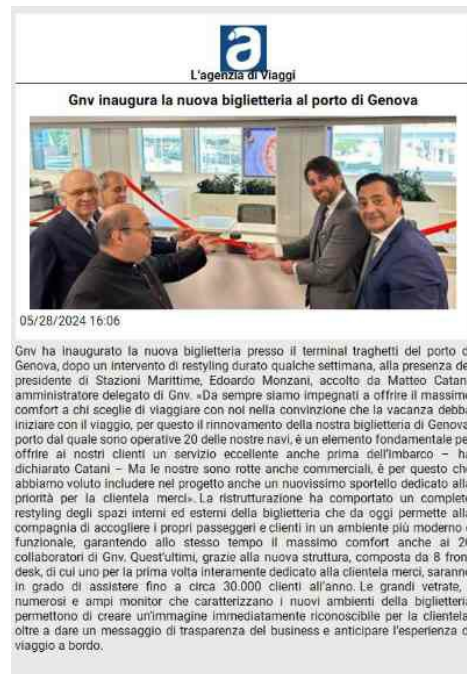 a
L'agenzia di Viaggi
Gnv inaugura la nuova biglietteria al porto di Genova
05/28/2024 16:06
Gnv ha inaugurato la nuova biglietteria presso il terminal traghetti del porto d
Genova, dopo un intervento di restyling durato qualche settimana, alla presenza de
presidente di Stazioni Marittime, Edoardo Monzani, accolto da Matteo Catan
amministratore delegato di Gnv. «Da sempre siamo impegnati a offrire il massimo
comfort a chi sceglie di viaggiare con noi nella convinzione che la vacanza debba
iniziare con il viaggio, per questo il rinnovamento della nostra biglietteria di Genova
porto dal quale sono operative 20 delle nostre navi, è un elemento fondamentale pe
offrire ai nostri clienti un servizio eccellente anche prima dell'imbarco – ha
dichiarato Catani – Ma le nostre sono rotte anche commerciali, è per questo che
abbiamo voluto includere nel progetto anche un nuovissimo sportello dedicato alla
priorità per la clientela merci». La ristrutturazione ha comportato un completo
restyling degli spazi interni ed esterni della biglietteria che da oggi permette alla
compagnia di accogliere i propri passeggeri e clienti in un ambiente più moderno e
funzionale, garantendo allo stesso tempo il massimo comfort anche ai 20
collaboratori di Gnv. Quest'ultimi, grazie alla nuova struttura, composta da 8 fron
desk, di cui uno per la prima volta interamente dedicato alla clientela merci, saranno
in grado di assistere fino a circa 30.000 clienti all'anno. Le grandi vetrate, i
numerosi e ampi monitor che caratterizzano i nuovi ambienti della biglietteria
permettono di creare un'immagine immediatamente riconoscibile per la clientela
oltre a dare un messaggio di trasparenza del business e anticipare l'esperienza d
viaggio a bordo.